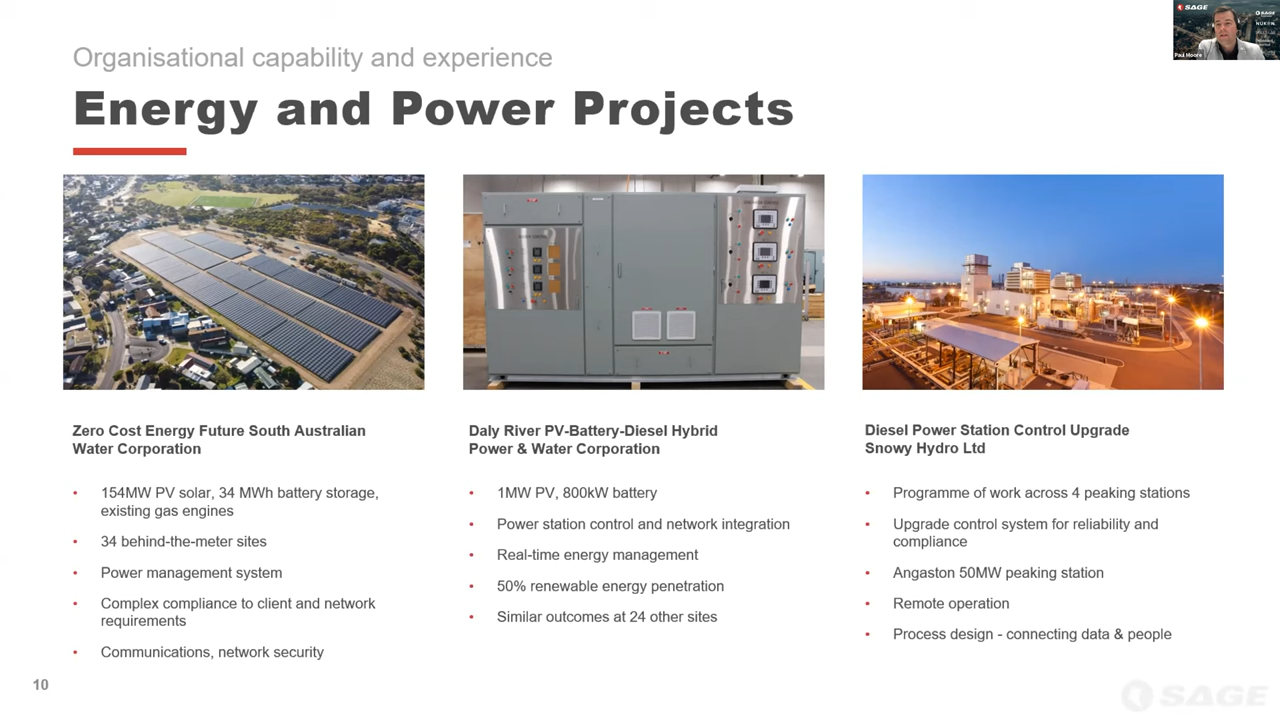 SAGE
SAGE
NUKON
Paul Moore
Organisational capability and experience
Energy and Power Projects
Zero Cost Energy Future South Australian
Water Corporation
• 154MW PV solar, 34 MWh battery storage,
existing gas engines
• 34 behind-the-meter sites
• Power management system
• Complex compliance to client and network
requirements
• Communications, network security
Daly River PV-Battery-Diesel Hybrid
Power & Water Corporation
• 1MW PV, 800kW battery
• Power station control and network integration
• Real-time energy management
• 50% renewable energy penetration
• Similar outcomes at 24 other sites
Diesel Power Station Control Upgrade
Snowy Hydro Ltd
• Programme of work across 4 peaking stations
• Upgrade control system for reliability and
compliance
• Angaston 50MW peaking station
• Remote operation
• Process design - connecting data & people
10
SAGE